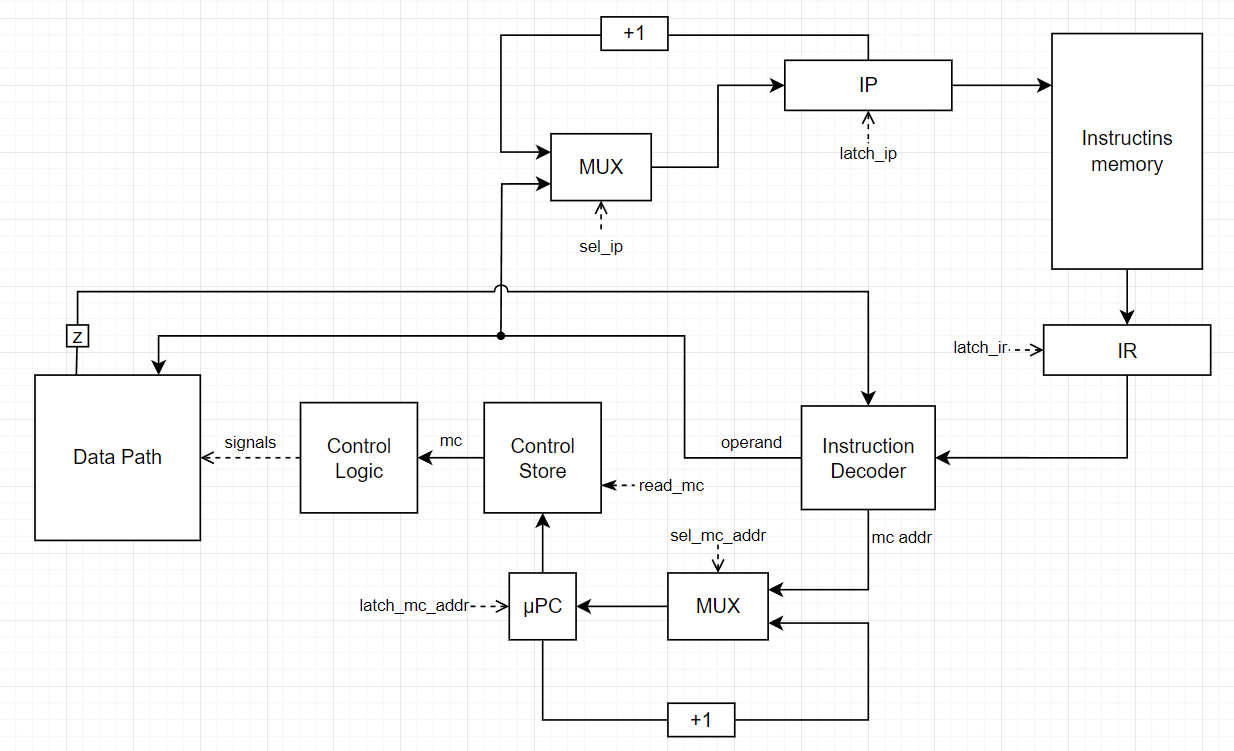 +1
IP
Instructins
memory
MUX
latch_ip
sel_ip
Z
latch_ir
IR
Data Path
signals
Control
Logic
mc
Control
Store
operand
Instruction
Decoder
read_mc
sel_mc_addr
mc addr
latch_mc_addr
µPC
MUX
+1